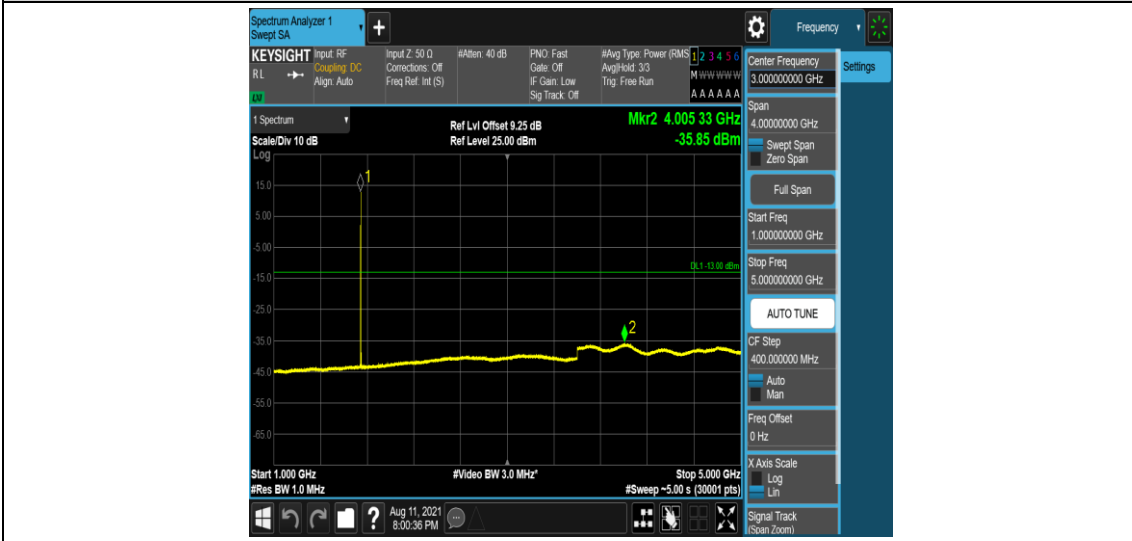 Spectrum Analyzer 1
Swept SA
Frequency
KEYSIGHT
RL
Input: RF
Coupling: DC
Align: Auto
Input Z: 50 Ω
Corrections: Off
Freq Ref: Int (S)
#Atten: 40 dB
PNO: Fast
Gate: Off
IF Gain: Low
Sig Track: Off
#Avg Type: Power (RMS
Avg|Hold: 3/3
Trig: Free Run
1 2 3 4 5 6
M W W W W W
A A A A A A
1 Spectrum
Scale/Div 10 dB
Log
Ref Lvl Offset 9.25 dB
Ref Level 25.00 dBm
Mkr2 4.005 33 GHz
-35.85 dBm
1
15.0
5.00
-5.00
DL1 -13.00 dBm
-15.0
-25.0
2
-35.0
-45.0
-55.0
-65.0
Start 1.000 GHz
#Video BW 3.0 MHz*
Stop 5.000 GHz
#Res BW 1.0 MHz
#Sweep ~5.00 s (30001 pts)
?
Aug 11, 2021
8:00:36 PM
Center Frequency
3.000000000 GHz
Settings
Span
4.00000000 GHz
Swept Span
Zero Span
Full Span
Start Freq
1.000000000 GHz
Stop Freq
5.000000000 GHz
AUTO TUNE
CF Step
400.000000 MHz
Auto
Man
Freq Offset
0 Hz
X Axis Scale
Log
Lin
Signal Track
(Span Zoom)